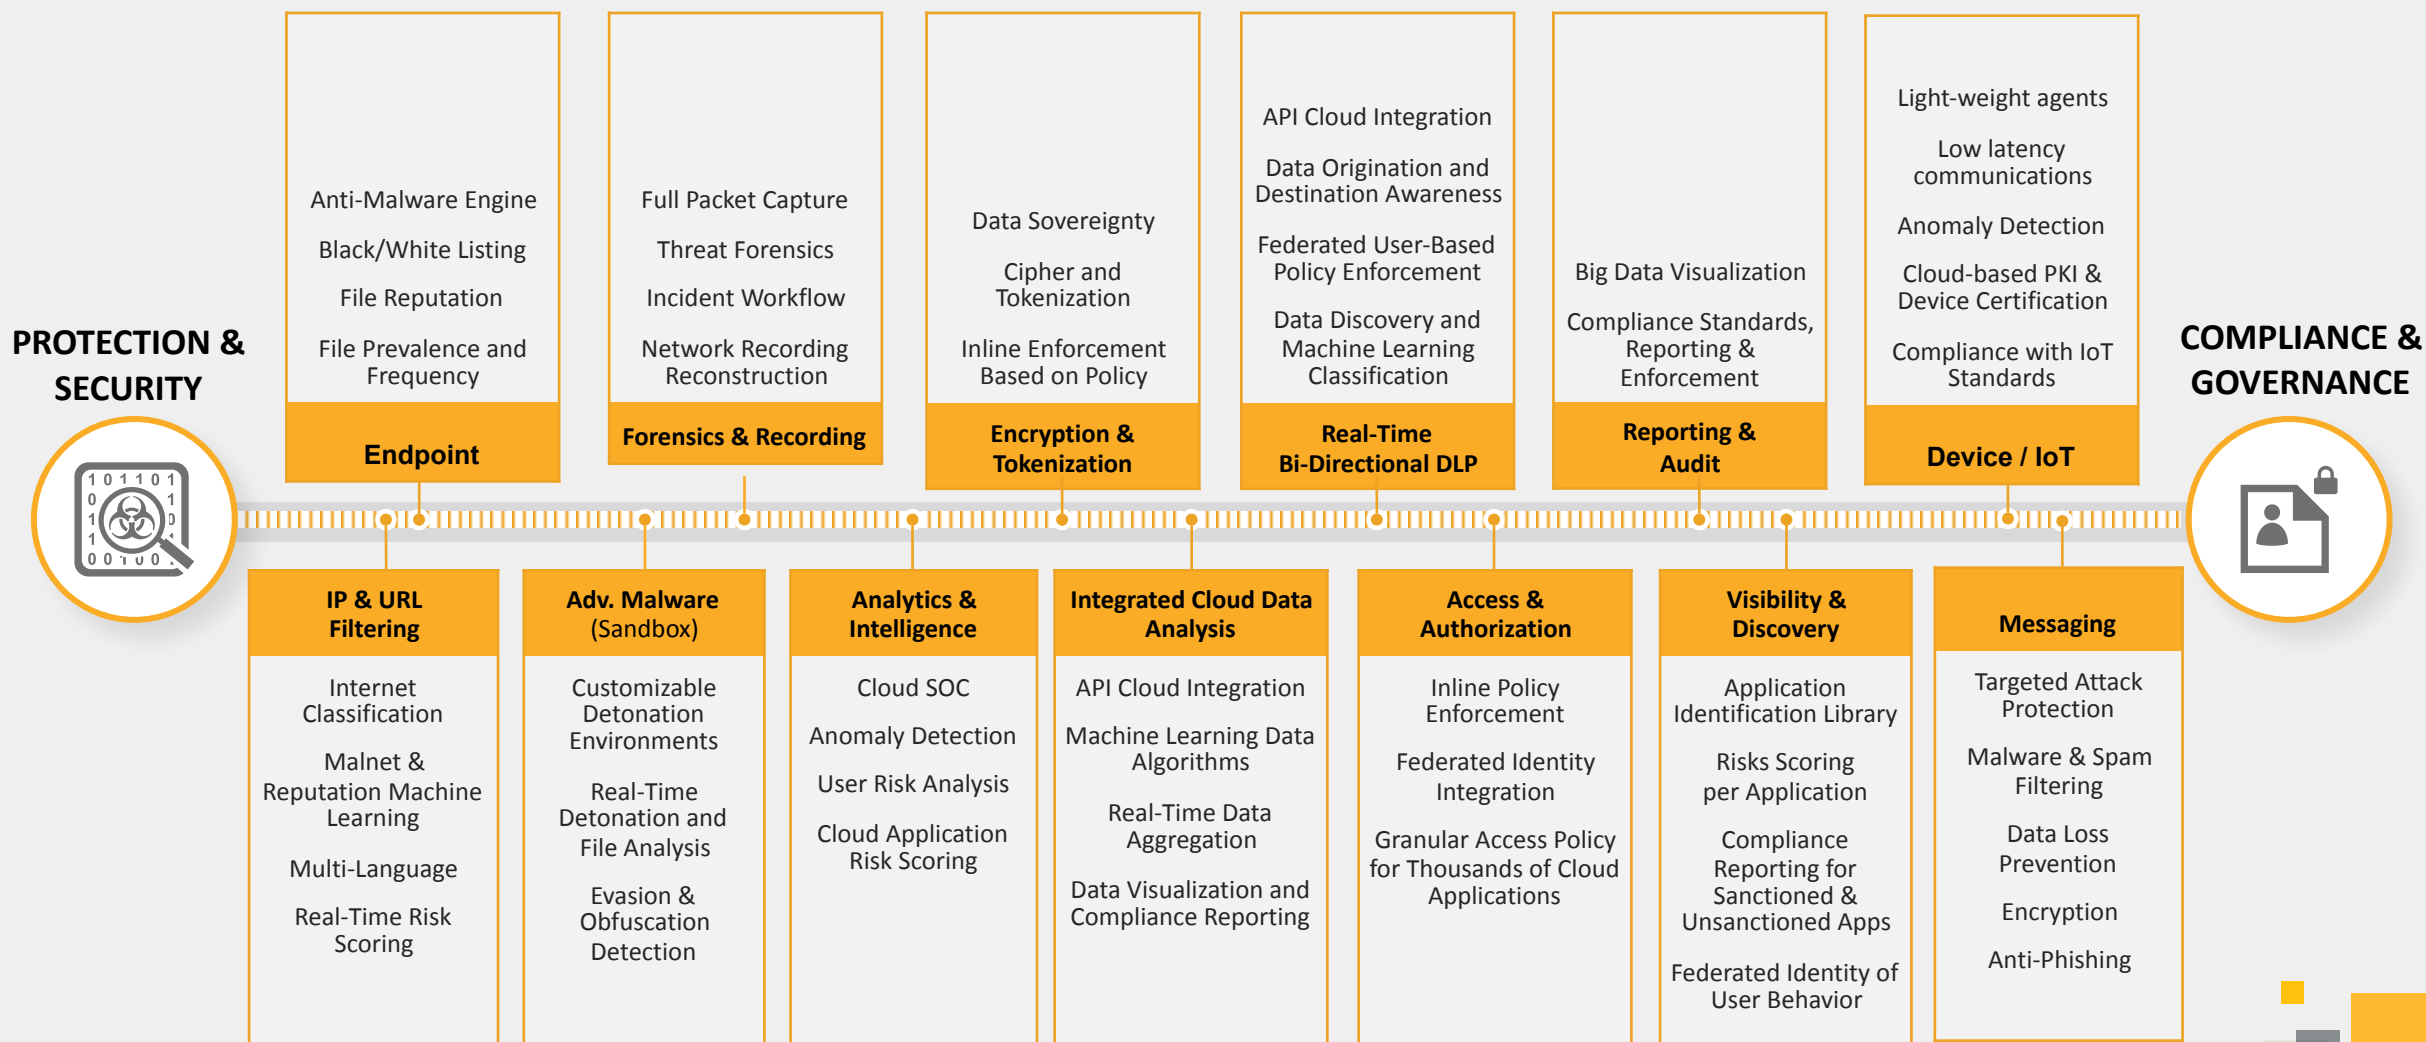 PROTECTION &
SECURITY
Anti-Malware Engine
Black/White Listing
File Reputation
File Prevalence and
Frequency
Endpoint
Full Packet Capture
Threat Forensics
Incident Workflow
Network Recording
Reconstruction
Forensics & Recording
Data Sovereignty
Cipher and
Tokenization
Inline Enforcement
Based on Policy
Encryption &
Tokenization
API Cloud Integration
Data Origination and
Destination Awareness
Federated User-Based
Policy Enforcement
Data Discovery and
Machine Learning
Classification
Real-Time
Bi-Directional DLP
Big Data Visualization
Compliance Standards,
Reporting &
Enforcement
Reporting &
Audit
Light-weight agents
Low latency
communications
Anomaly Detection
Cloud-based PKI &
Device Certification
Compliance with IoT
Standards
Device / IoT
COMPLIANCE &
GOVERNANCE
IP & URL
Filtering
Internet
Classification
Malnet &
Reputation Machine
Learning
Multi-Language
Real-Time Risk
Scoring
Adv. Malware
(Sandbox)
Customizable
Detonation
Environments
Real-Time
Detonation and
File Analysis
Evasion &
Obfuscation
Detection
Analytics &
Intelligence
Cloud SOC
Anomaly Detection
User Risk Analysis
Cloud Application
Risk Scoring
Integrated Cloud Data
Analysis
API Cloud Integration
Machine Learning Data
Algorithms
Real-Time Data
Aggregation
Data Visualization and
Compliance Reporting
Access &
Authorization
Inline Policy
Enforcement
Federated Identity
Integration
Granular Access Policy
for Thousands of Cloud
Applications
Visibility &
Discovery
Application
Identification Library
Risks Scoring
per Application
Compliance
Reporting for
Sanctioned &
Unsanctioned Apps
Federated Identity of
User Behavior
Messaging
Targeted Attack
Protection
Malware & Spam
Filtering
Data Loss
Prevention
Encryption
Anti-Phishing